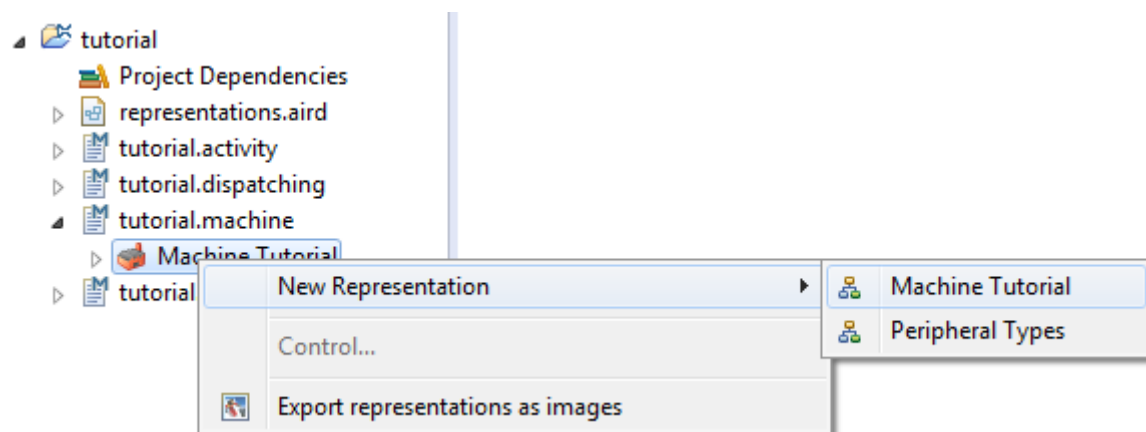 tutorial
Project Dependencies
representations.aird
tutorial.activity
tutorial.dispatching
tutorial.machine
Machine Tutorial
tutorial
New Representation
Machine Tutorial
Peripheral Types
Control...
Export representations as images